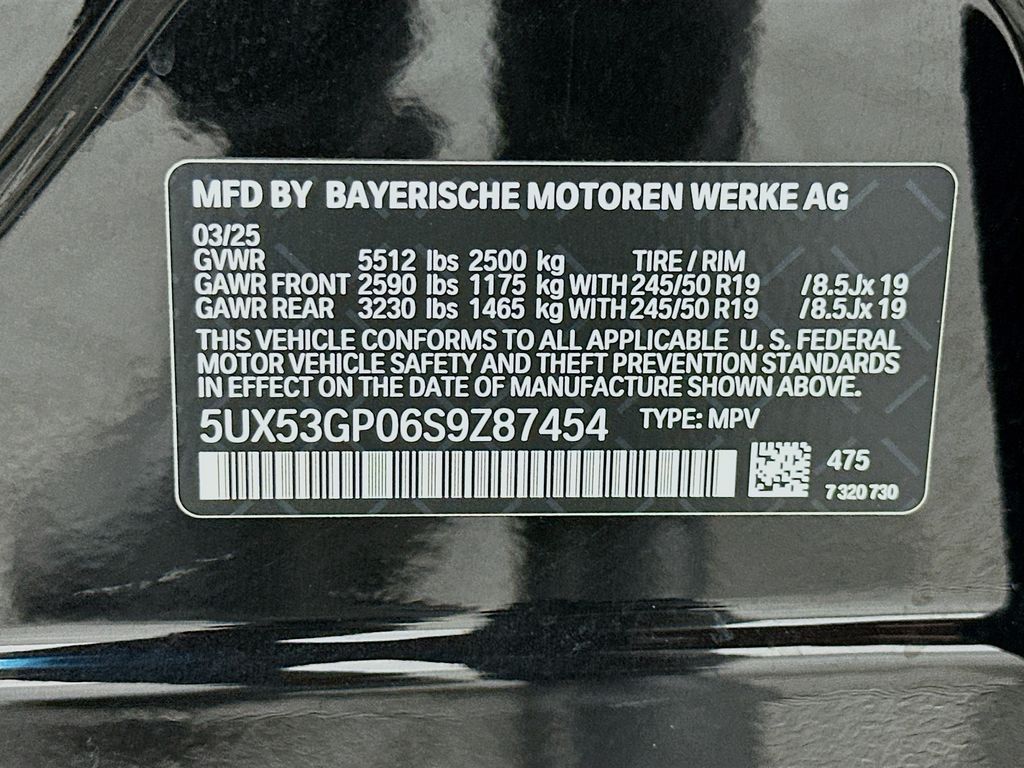 MFD BY BAYERISCHE MOTOREN WERKE AG
03/25
GVWR 5512 lbs 2500 kg TIRE / RIM
GAWR FRONT 2590 lbs 1175 kg WITH 245/50 R19 /8.5Jx 19
GAWR REAR 3230 lbs 1465 kg WITH 245/50 R19 /8.5Jx 19
THIS VEHICLE CONFORMS TO ALL APPLICABLE U. S. FEDERAL
MOTOR VEHICLE SAFETY AND THEFT PREVENTION STANDARDS
IN EFFECT ON THE DATE OF MANUFACTURE SHOWN ABOVE.
5UX53GP06S9Z87454 TYPE: MPV
475
7 320 730